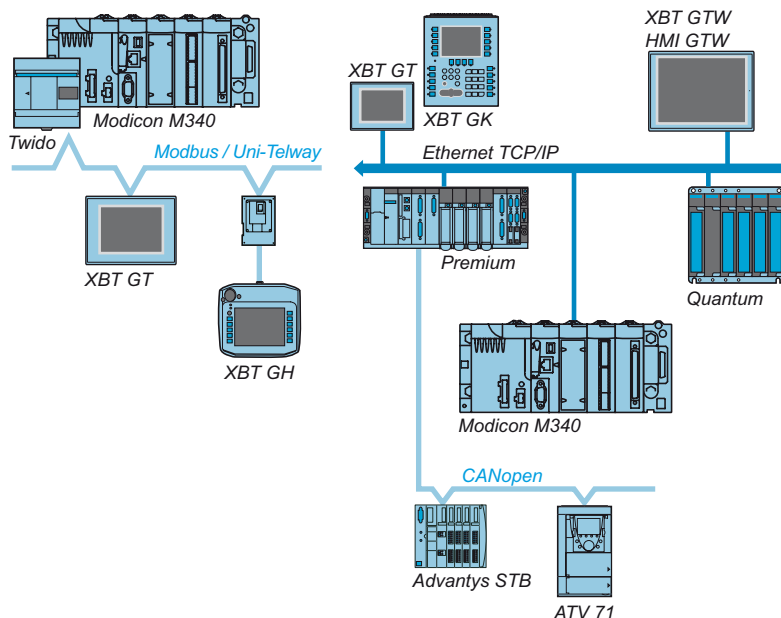 XBT GTW
HMI GTW
XBT GT
XBT GK
Twido
Modicon M340
Modbus / Uni-Telway
Ethernet TCP/IP
XBT GT
XBT GH
Premium
Quantum
Modicon M340
CANopen
Advantys STB
ATV 71